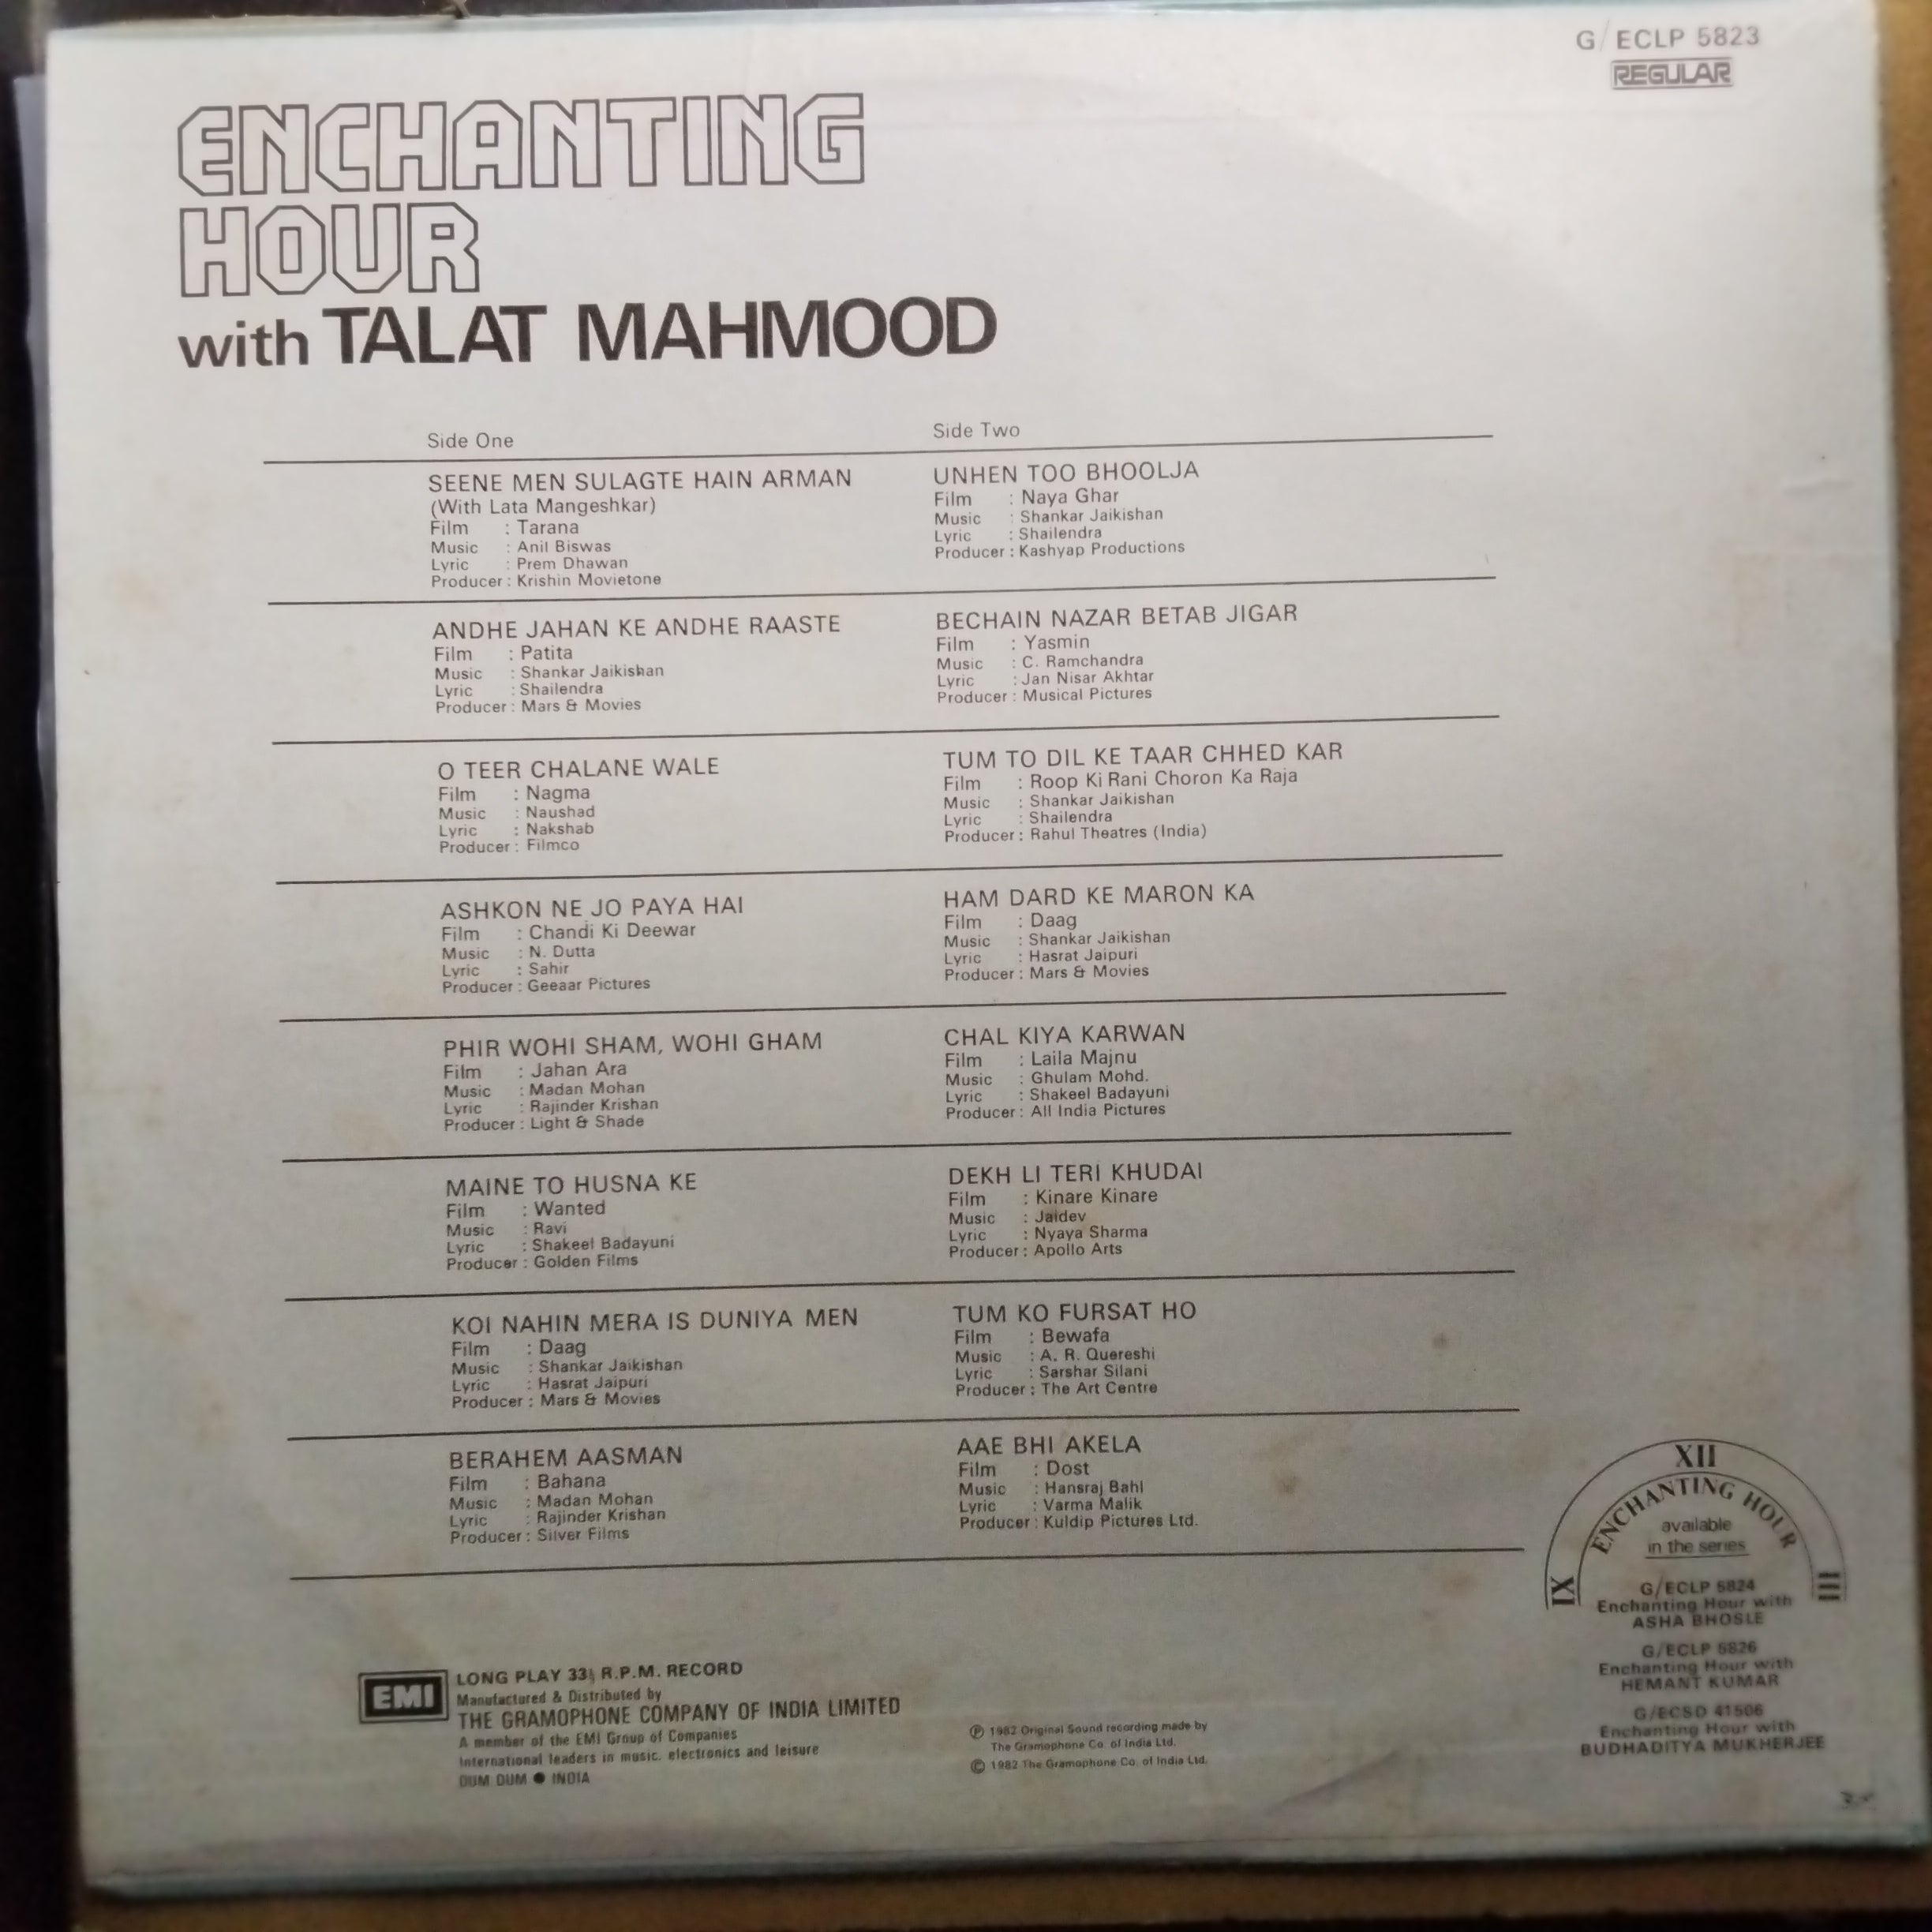 G/ECLP 5823
REGULAR
ENCHANTING
HOUR
with TALAT MAHMOOD
Side One
SEENE MEN SULAGTE HAIN ARMAN
(With Lata Mangeshkar)
Film : Tarana
Music : Anil Biswas
Lyric : Prem Dhawan
Producer : Krishin Movietone
ANDHE JAHAN KE ANDHE RAASTE
Film : Patita
Music : Shankar Jaikishan
Lyric : Shailendra
Producer : Mars & Movies
O TEER CHALANE WALE
Film : Nagma
Music : Naushad
Lyric : Nakshab
Producer : Filmco
ASHKON NE JO PAYA HAI
Film : Chandi Ki Deewar
Music : N. Dutta
Lyric : Sahir
Producer : Geeaar Pictures
PHIR WOHI SHAM, WOHI GHAM
Film : Jahan Ara
Music : Madan Mohan
Lyric : Rajinder Krishan
Producer : Light & Shade
MAINE TO HUSNA KE
Film : Wanted
Music : Ravi
Lyric : Shakeel Badayuni
Producer : Golden Films
KOI NAHIN MERA IS DUNIYA MEN
Film : Daag
Music : Shankar Jaikishan
Lyric : Hasrat Jaipuri
Producer : Mars & Movies
BERAHEM AASMAN
Film : Bahana
Music : Madan Mohan
Lyric : Rajinder Krishan
Producer : Silver Films
Side Two
UNHEN TOO BHOOLJA
Film : Naya Ghar
Music : Shankar Jaikishan
Lyric : Shailendra
Producer : Kashyap Productions
BECHAIN NAZAR BETAB JIGAR
Film : Yasmin
Music : C. Ramchandra
Lyric : Jan Nisar Akhtar
Producer : Musical Pictures
TUM TO DIL KE TAAR CHHED KAR
Film : Roop Ki Rani Choron Ka Raja
Music : Shankar Jaikishan
Lyric : Shailendra
Producer : Rahul Theatres (India)
HAM DARD KE MARON KA
Film : Daag
Music : Shankar Jaikishan
Lyric : Hasrat Jaipuri
Producer : Mars & Movies
CHAL KIYA KARWAN
Film : Laila Majnu
Music : Ghulam Mohd.
Lyric : Shakeel Badayuni
Producer : All India Pictures
DEKH LI TERI KHUDAI
Film : Kinare Kinare
Music : Jaidev
Lyric : Nyaya Sharma
Producer : Apollo Arts
TUM KO FURSAT HO
Film : Bewafa
Music : A. R. Quereshi
Lyric : Sarshar Silani
Producer : The Art Centre
AAE BHI AKELA
Film : Dost
Music : Hansraj Bahl
Lyric : Varma Malik
Producer : Kuldip Pictures Ltd.
EMI
LONG PLAY 33⅓ R.P.M. RECORD
Manufactured & Distributed by
THE GRAMOPHONE COMPANY OF INDIA LIMITED
A member of the EMI Group of Companies
International leaders in music, electronics and leisure
DUM DUM ● INDIA
Ⓟ 1982 Original Sound recording made by
The Gramophone Co. of India Ltd.
© 1982 The Gramophone Co. of India Ltd.
XII
IX
III
ENCHANTING HOUR
available
in the series
G/ECLP 5824
Enchanting Hour with
ASHA BHOSLE
G/ECLP 5826
Enchanting Hour with
HEMANT KUMAR
G/ECSD 41506
Enchanting Hour with
BUDHADITYA MUKHERJEE